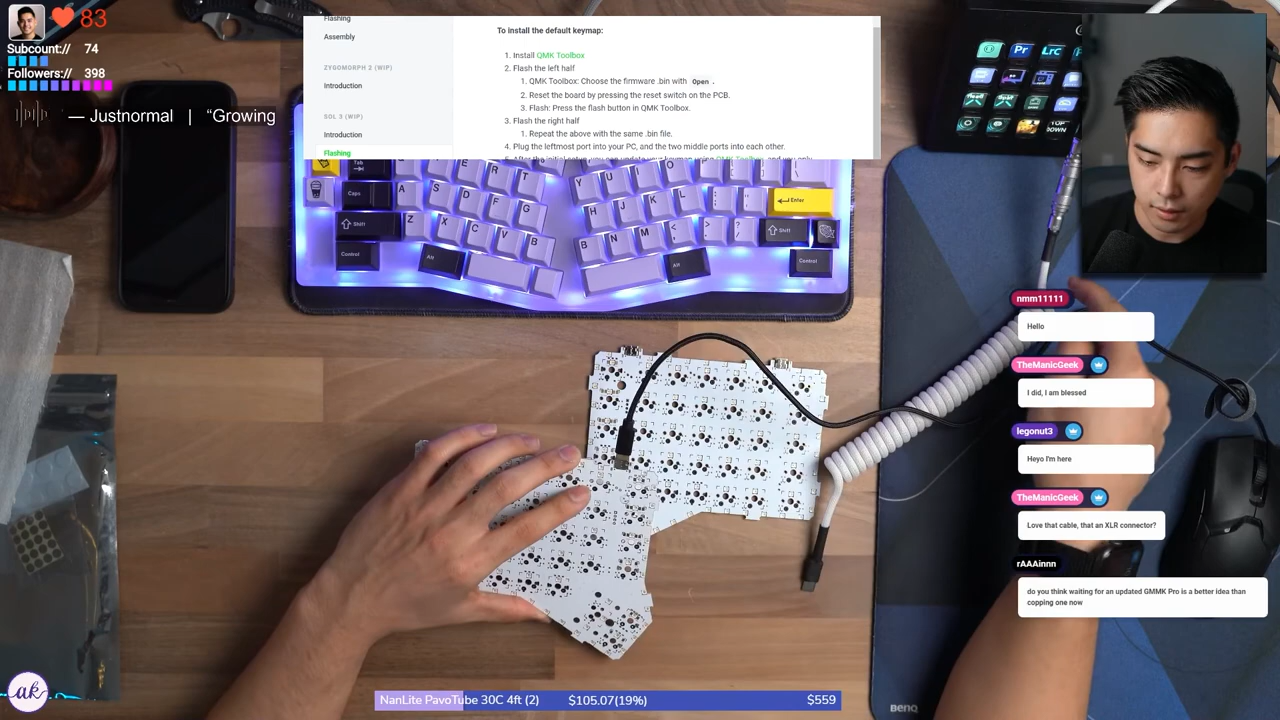 83
Subcount:// 74
Followers:// 398
— Justnormal | “Growing
Flashing
Assembly
ZYGOMORPH 2 (WIP)
Introduction
SOL 3 (WIP)
Introduction
Flashing
To install the default keymap:
1. Install QMK Toolbox
2. Flash the left half
1. QMK Toolbox: Choose the firmware .bin with Open .
2. Reset the board by pressing the reset switch on the PCB.
3. Flash: Press the flash button in QMK Toolbox.
3. Flash the right half
1. Repeat the above with the same .bin file.
4. Plug the leftmost port into your PC, and the two middle ports into each other.
Pr Lrc
TOP DOWN
Tab E R T Y U I O
Caps A S D F G H J K L Enter
Shift Z X C V B B N M Shift
Control Alt Alt Control
nmm11111
Hello
TheManicGeek
I did, I am blessed
legonut3
Heyo I'm here
TheManicGeek
Love that cable, that an XLR connector?
rAAAinnn
do you think waiting for an updated GMMK Pro is a better idea than
copping one now
ak
NanLite PavoTube 30C 4ft (2) $105.07(19%) $559
BenQ